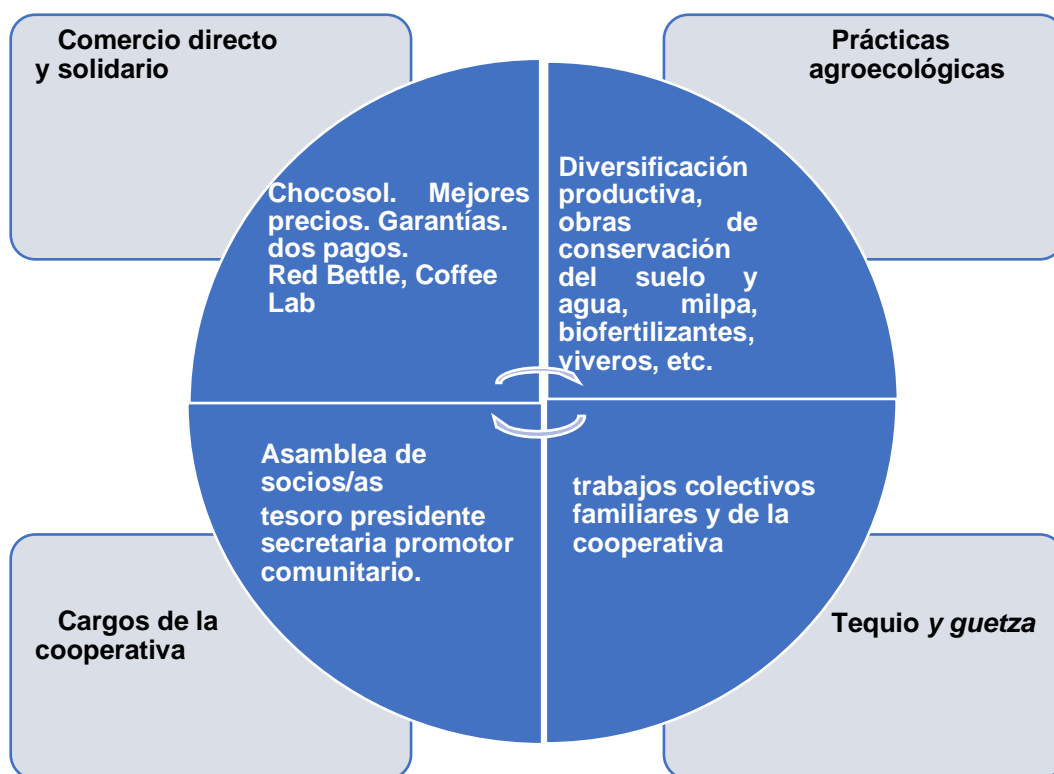 Comercio directo
y solidario
Prácticas
agroecológicas
Chocosol. Mejores
precios. Garantías.
dos pagos.
Red Bettle, Coffee
Lab
Diversificación
productiva,
obras de
conservación
del suelo y
agua, milpa,
biofertilizantes,
viveros, etc.
Asamblea de
socios/as
tesoro presidente
secretaria promotor
comunitario.
trabajos colectivos
familiares y de la
cooperativa
Cargos de la
cooperativa
Tequio y guetza